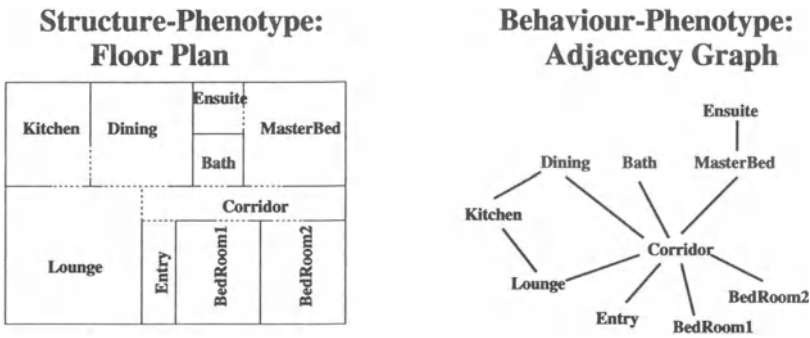 Structure-Phenotype:
Floor Plan
Kitchen
Dining
Ensuite
MasterBed
Bath
Corridor
Lounge
Entry
BedRoom1
BedRoom2
Behaviour-Phenotype:
Adjacency Graph
Ensuite
Dining
Bath
MasterBed
Kitchen
Corridor
Lounge
BedRoom2
Entry
BedRoom1